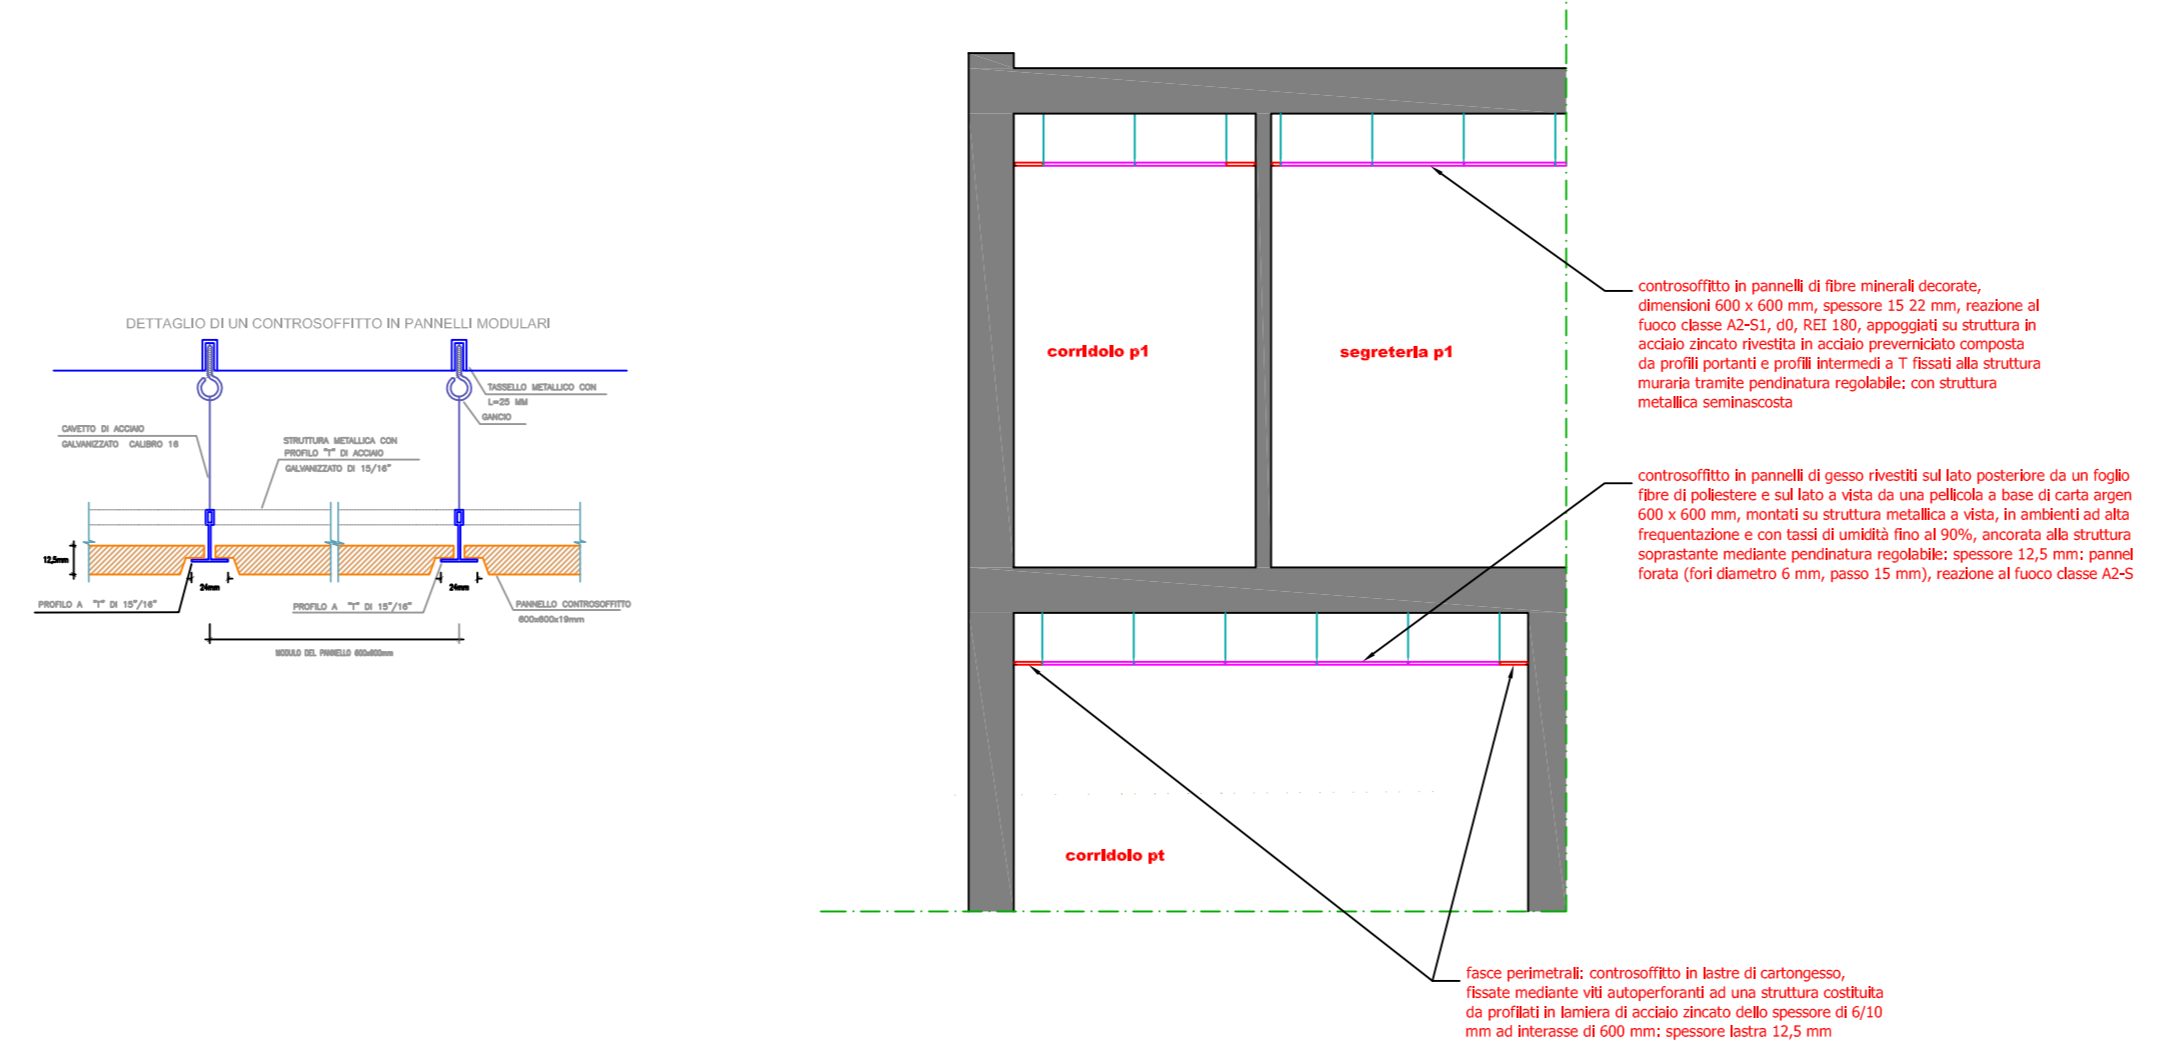 DETTAGLIO DI UN CONTROSOFFITTO IN PANNELLI MODULARI
TASSELLO METALLICO CON
L=25 MM
GANCIO
CAVETTO DI ACCIAIO
GALVANIZZATO CALIBRO 16
STRUTTURA METALLICA CON
PROFILO "T" DI ACCIAIO
GALVANIZZATO DI 15/16"
12,5mm
24mm
24mm
PROFILO A "T" DI 15"/16"
PROFILO A "T" DI 15"/16"
PANNELLO CONTROSOFFITTO
600x600x19mm
MODULO DEL PANNELLO 600x600mm
corridoio p1
segreteria p1
corridoio pt
controsoffitto in pannelli di fibre minerali decorate,
dimensioni 600 x 600 mm, spessore 15 22 mm, reazione al
fuoco classe A2-S1, d0, REI 180, appoggiati su struttura in
acciaio zincato rivestita in acciaio preverniciato composta
da profili portanti e profili intermedi a T fissati alla struttura
muraria tramite pendinatura regolabile: con struttura
metallica seminascosta
controsoffitto in pannelli di gesso rivestiti sul lato posteriore da un foglio
fibre di poliestere e sul lato a vista da una pellicola a base di carta argen
600 x 600 mm, montati su struttura metallica a vista, in ambienti ad alta
frequentazione e con tassi di umidità fino al 90%, ancorata alla struttura
soprastante mediante pendinatura regolabile: spessore 12,5 mm: pannel
forata (fori diametro 6 mm, passo 15 mm), reazione al fuoco classe A2-S
fasce perimetrali: controsoffitto in lastre di cartongesso,
fissate mediante viti autoperforanti ad una struttura costituita
da profilati in lamiera di acciaio zincato dello spessore di 6/10
mm ad interasse di 600 mm: spessore lastra 12,5 mm